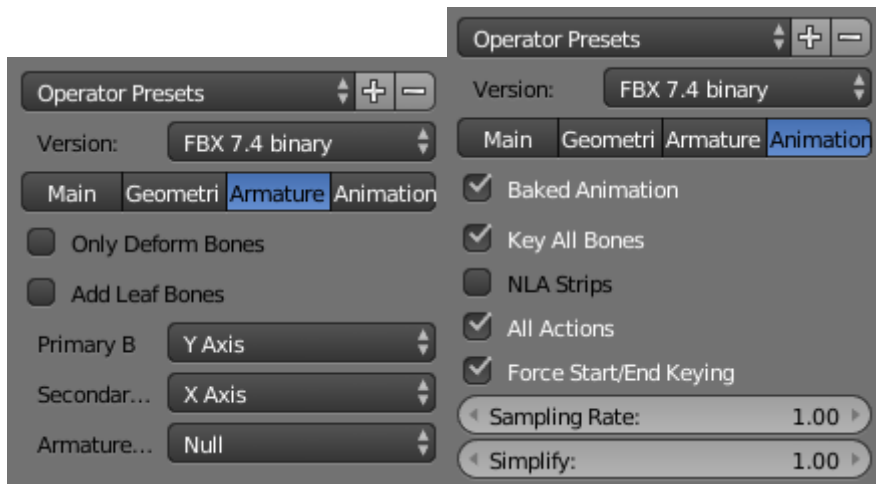 Operator Presets
Version: FBX 7.4 binary
Main Geometri Armature Animation
Only Deform Bones
Add Leaf Bones
Primary B Y Axis
Secondar... X Axis
Armature... Null
Operator Presets
Version: FBX 7.4 binary
Main Geometri Armature Animation
Baked Animation
Key All Bones
NLA Strips
All Actions
Force Start/End Keying
Sampling Rate: 1.00
Simplify: 1.00